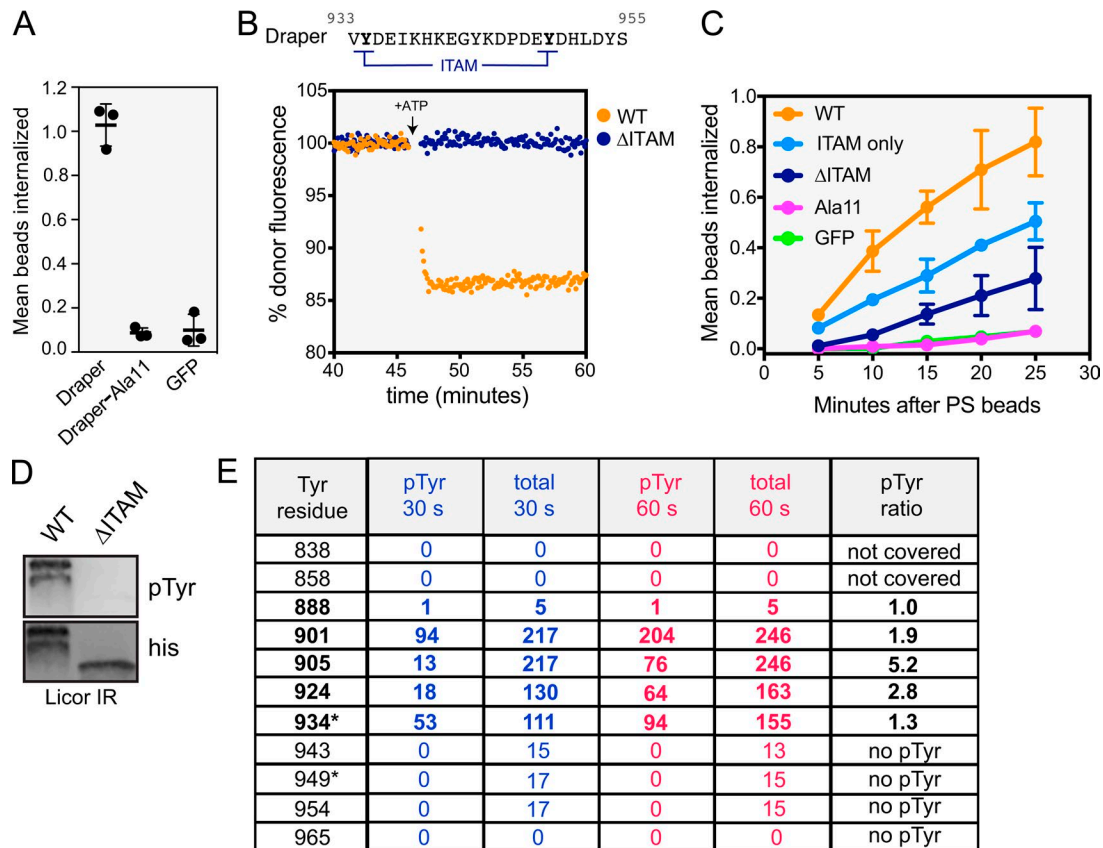 A
Mean beads internalized
1.2
1.0
0.8
0.6
0.4
0.2
0.0
Draper
Draper-Ala11
GFP
B
933 955
Draper VYDEIKHKEGYKDPDEYDHLDYS
ITAM
% donor fluorescence
105
100
95
90
85
80
+ATP
WT
ΔITAM
40 45 50 55 60
time (minutes)
C
Mean beads internalized
1.0
0.8
0.6
0.4
0.2
0.0
WT
ITAM only
ΔITAM
Ala11
GFP
0 5 10 15 20 25 30
Minutes after PS beads
D
WT ΔITAM
pTyr
his
Licor IR
E
Tyr residue pTyr 30 s total 30 s pTyr 60 s total 60 s pTyr ratio
838 0 0 0 0 not covered
858 0 0 0 0 not covered
888 1 5 1 5 1.0
901 94 217 204 246 1.9
905 13 217 76 246 5.2
924 18 130 64 163 2.8
934* 53 111 94 155 1.3
943 0 15 0 13 no pTyr
949* 0 17 0 15 no pTyr
954 0 17 0 15 no pTyr
965 0 0 0 0 no pTyr